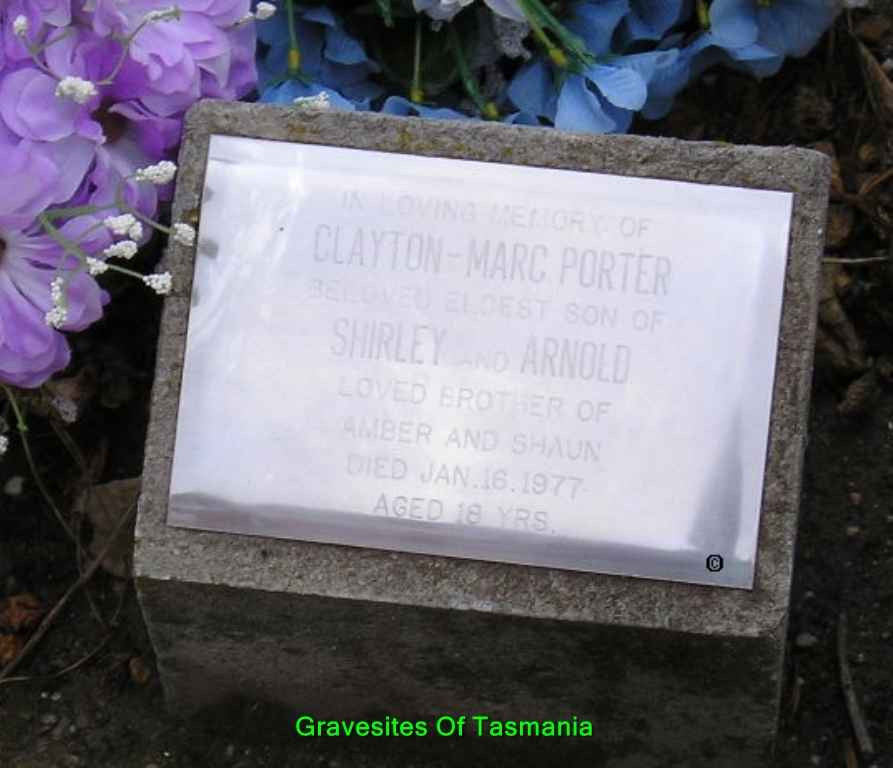 IN LOVING MEMORY OF
CLAYTON-MARC PORTER
BELOVED ELDEST SON OF
SHIRLEY AND ARNOLD
LOVED BROTHER OF
AMBER AND SHAUN
DIED JAN.16.1977
AGED 18 YRS.
©
Gravesites Of Tasmania